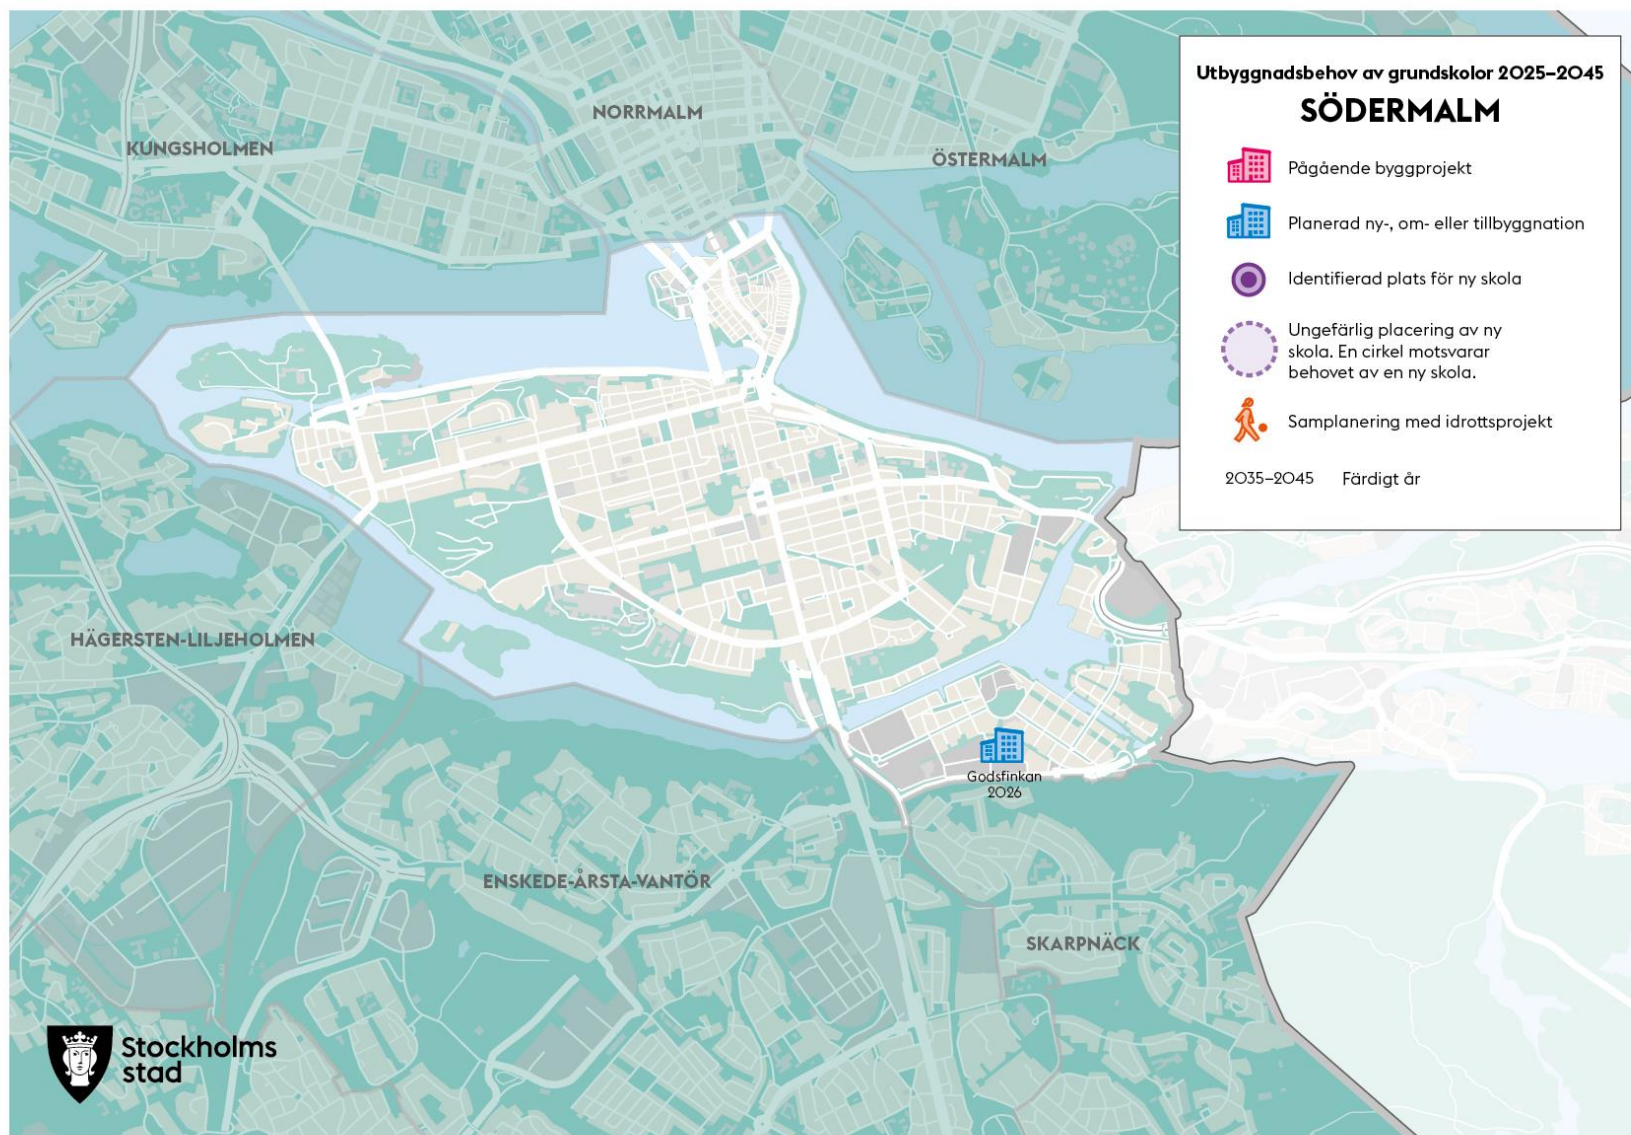 Utbyggnadsbehov av grundskolor 2025–2045
SÖDERMALM
Pågående byggprojekt
Planerad ny-, om- eller tillbyggnation
Identifierad plats för ny skola
Ungefärlig placering av ny
skola. En cirkel motsvarar
behovet av en ny skola.
Samplanering med idrottsprojekt
2035–2045 Färdigt år
NORRMALM
KUNGSHOLMEN
ÖSTERMALM
HÄGERSTEN-LILJEHOLMEN
Godsfinkan
2026
ENSKEDE-ÅRSTA-VANTÖR
SKARPNÄCK
Stockholms
stad